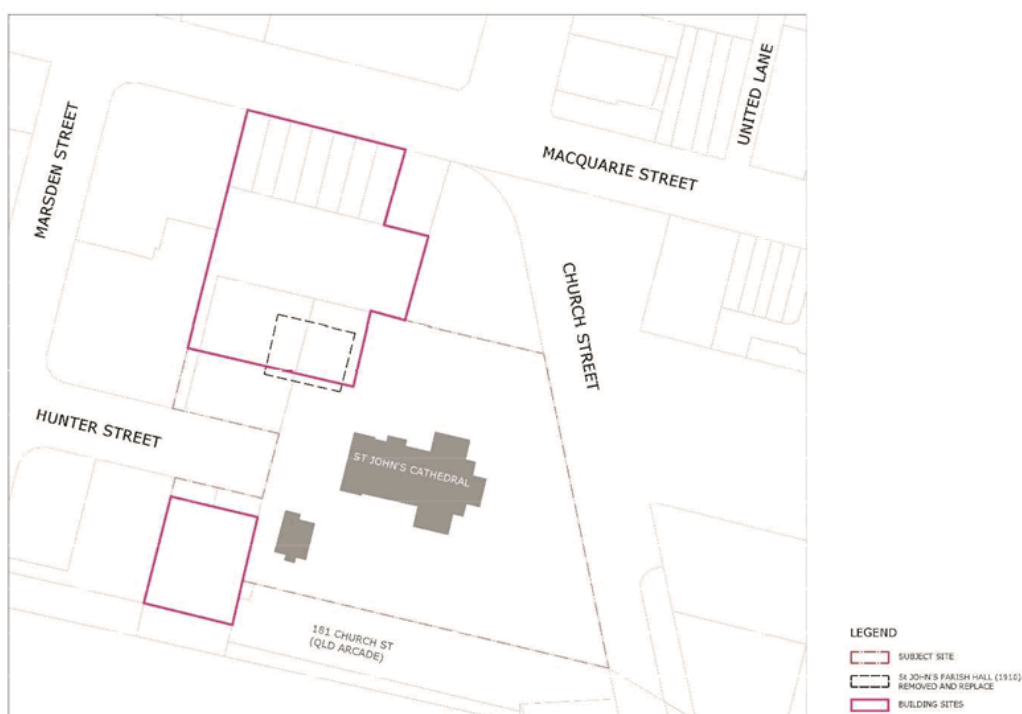 UNITED LANE
MARSDEN STREET
MACQUARIE STREET
CHURCH STREET
HUNTER STREET
ST JOHN'S CATHEDRAL
181 CHURCH ST
(QLD ARCADE)
LEGEND
SUBJECT SITE
St JOHN'S PARISH HALL (1910)
REMOVED AND REPLACE
BUILDING SITES